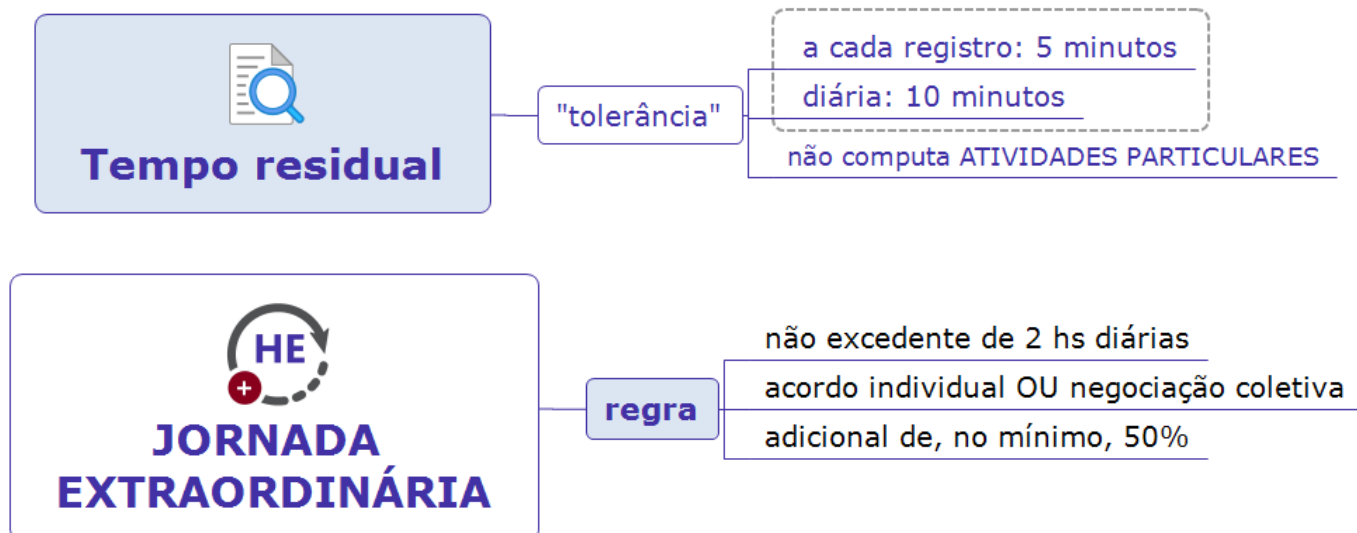 a cada registro: 5 minutos
"tolerância"
diária: 10 minutos
Tempo residual
não computa ATIVIDADES PARTICULARES
HE
+
JORNADA
EXTRAORDINÁRIA
regra
não excedente de 2 hs diárias
acordo individual OU negociação coletiva
adicional de, no mínimo, 50%